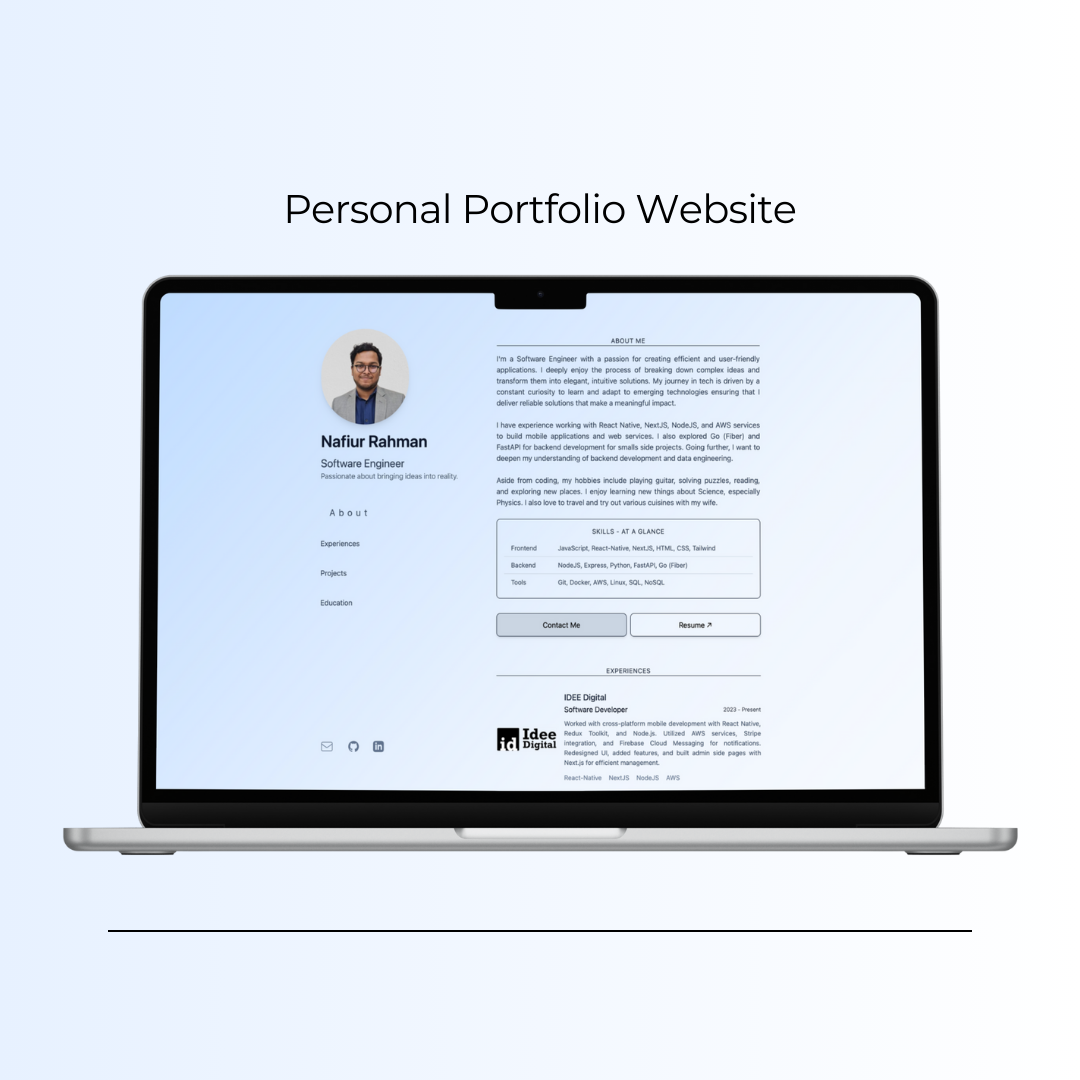 Personal Portfolio Website
Nafiur Rahman
Software Engineer
Passionate about bringing ideas into reality.
About
Experiences
Projects
Education
ABOUT ME
I'm a Software Engineer with a passion for creating efficient and user-friendly
applications. I deeply enjoy the process of breaking down complex ideas and
transform them into elegant, intuitive solutions. My journey in tech is driven by a
constant curiosity to learn and adapt to emerging technologies ensuring that I
deliver reliable solutions that make a meaningful impact.
I have experience working with React Native, NextJS, NodeJS, and AWS services
to build mobile applications and web services. I also explored Go (Fiber) and
FastAPI for backend development for smalls side projects. Going further, I want to
deepen my understanding of backend development and data engineering.
Aside from coding, my hobbies include playing guitar, solving puzzles, reading,
and exploring new places. I enjoy learning new things about Science, especially
Physics. I also love to travel and try out various cuisines with my wife.
SKILLS - AT A GLANCE
Frontend JavaScript, React-Native, NextJS, HTML, CSS, Tailwind
Backend NodeJS, Express, Python, FastAPI, Go (Fiber)
Tools Git, Docker, AWS, Linux, SQL, NoSQL
Contact Me Resume ↗
EXPERIENCES
id Idee
Digital
IDEE Digital
Software Developer 2023 - Present
Worked with cross-platform mobile development with React Native,
Redux Toolkit, and Node.js. Utilized AWS services, Stripe
integration, and Firebase Cloud Messaging for notifications.
Redesigned UI, added features, and built admin side pages with
Next.js for efficient management.
React-Native NextJS NodeJS AWS